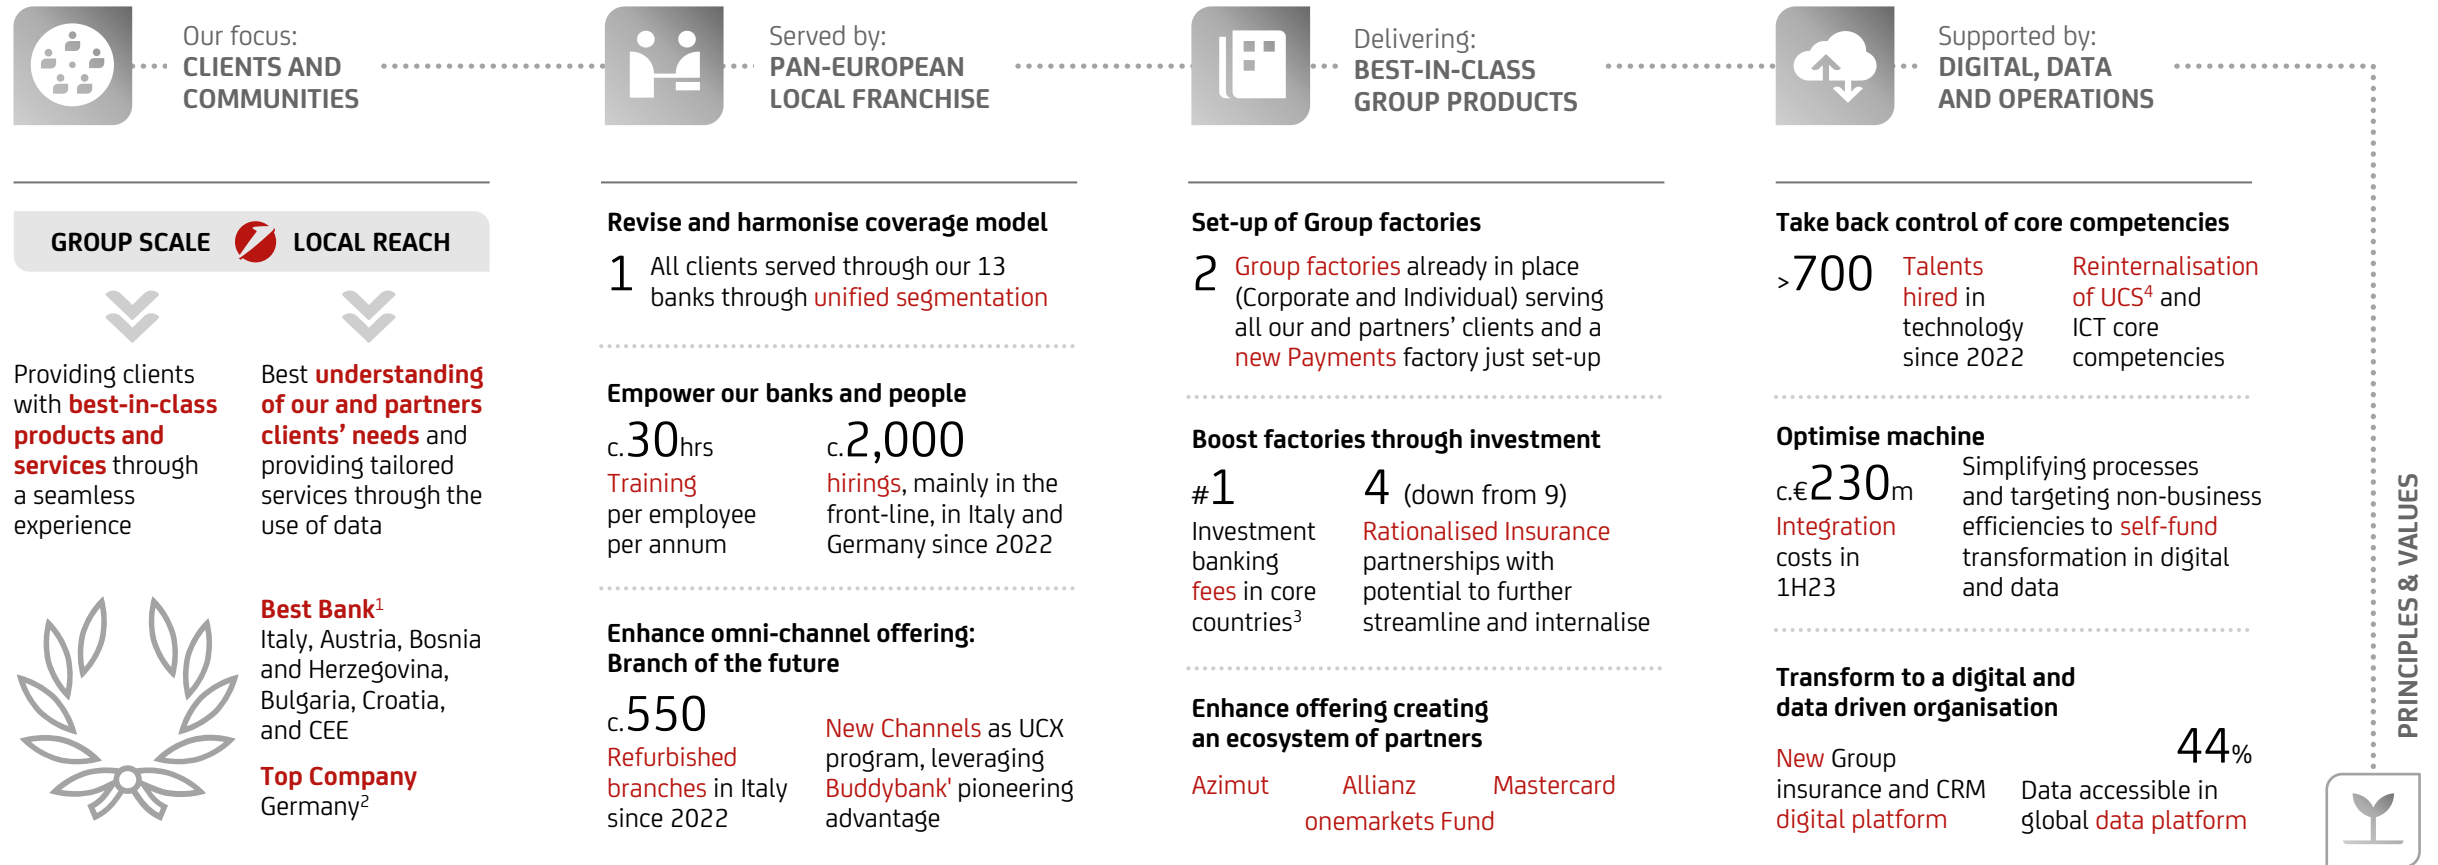 Our focus:
CLIENTS AND
COMMUNITIES
GROUP SCALE
LOCAL REACH
Providing clients
with best-in-class
products and
services through
a seamless
experience
Best understanding
of our and partners
clients’ needs and
providing tailored
services through the
use of data
Best Bank1
Italy, Austria, Bosnia
and Herzegovina,
Bulgaria, Croatia,
and CEE
Top Company
Germany2
Served by:
PAN-EUROPEAN
LOCAL FRANCHISE
Revise and harmonise coverage model
1
All clients served through our 13
banks through unified segmentation
Empower our banks and people
c.30hrs
Training
per employee
per annum
c.2,000
hirings, mainly in the
front-line, in Italy and
Germany since 2022
Enhance omni-channel offering:
Branch of the future
c.550
Refurbished
branches in Italy
since 2022
New Channels as UCX
program, leveraging
Buddybank' pioneering
advantage
Delivering:
BEST-IN-CLASS
GROUP PRODUCTS
Set-up of Group factories
2
Group factories already in place
(Corporate and Individual) serving
all our and partners’ clients and a
new Payments factory just set-up
Boost factories through investment
#1
Investment
banking
fees in core
countries3
4 (down from 9)
Rationalised Insurance
partnerships with
potential to further
streamline and internalise
Enhance offering creating
an ecosystem of partners
Azimut Allianz Mastercard
onemarkets Fund
Supported by:
DIGITAL, DATA
AND OPERATIONS
Take back control of core competencies
>700
Talents
hired in
technology
since 2022
Reinternalisation
of UCS4 and
ICT core
competencies
Optimise machine
c.€230m
Integration
costs in
1H23
Simplifying processes
and targeting non-business
efficiencies to self-fund
transformation in digital
and data
Transform to a digital and
data driven organisation
New Group
insurance and CRM
digital platform
44%
Data accessible in
global data platform
PRINCIPLES & VALUES